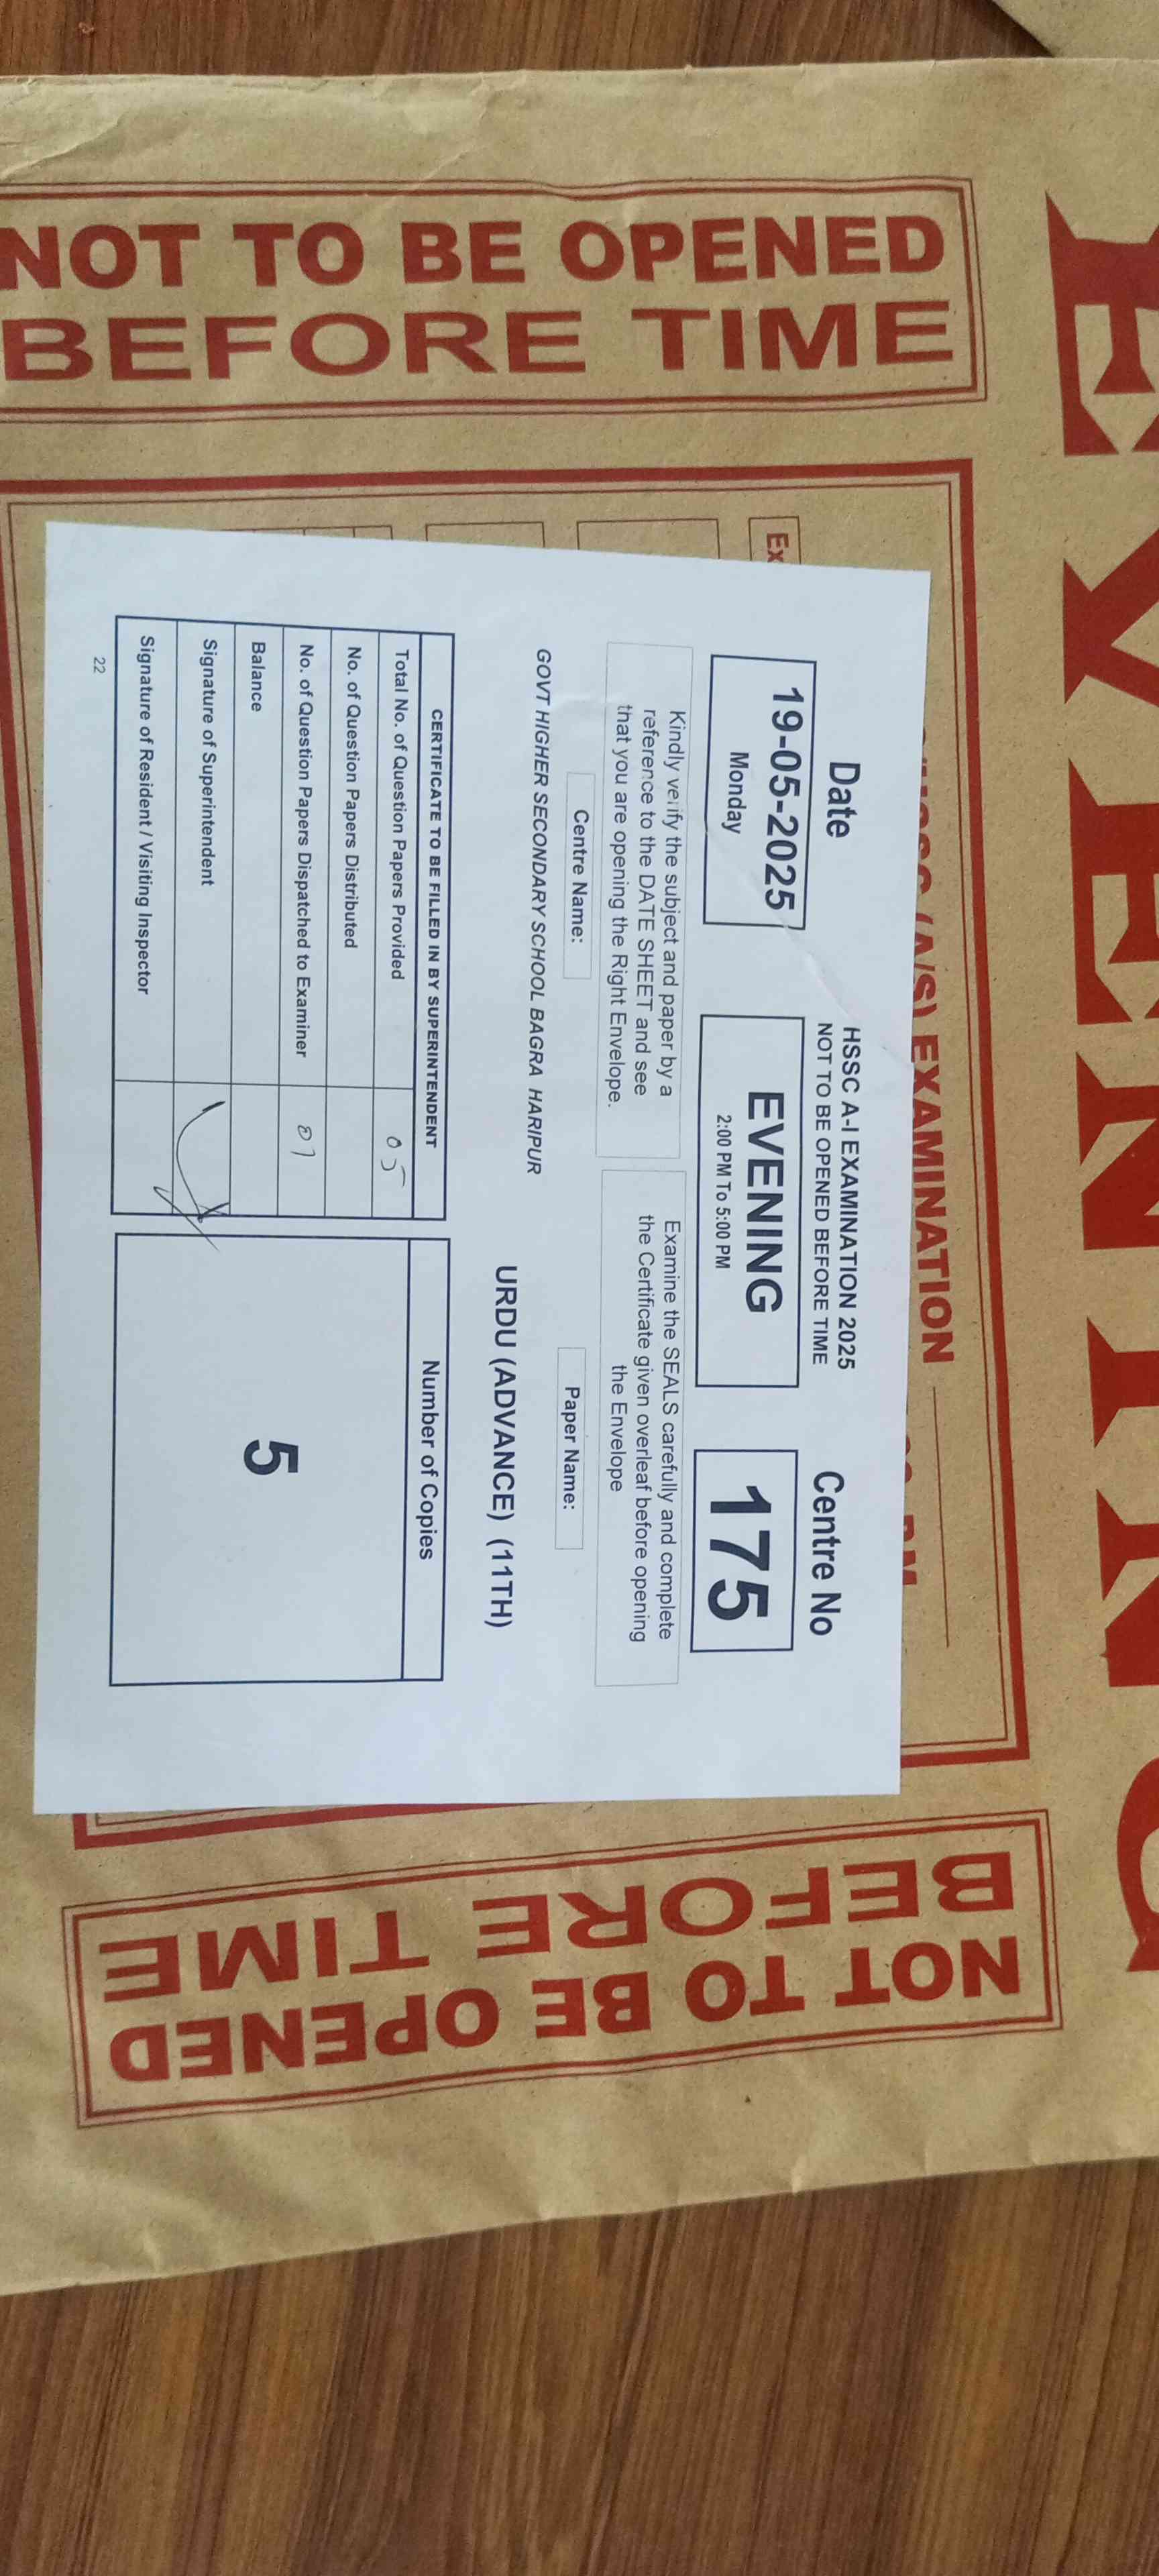 EVENING
NOT TO BE OPENED
BEFORE TIME
(A/S) EXAMINATION
Ex
HSSC A-I EXAMINATION 2025
NOT TO BE OPENED BEFORE TIME
Date
Centre No
19-05-2025
Monday
EVENING
2:00 PM To 5:00 PM
175
Kindly verify the subject and paper by a
reference to the DATE SHEET and see
that you are opening the Right Envelope.
Examine the SEALS carefully and complete
the Certificate given overleaf before opening
the Envelope
Centre Name:
Paper Name:
GOVT HIGHER SECONDARY SCHOOL BAGRA HARIPUR
URDU (ADVANCE) (11TH)
CERTIFICATE TO BE FILLED IN BY SUPERINTENDENT
Total No. of Question Papers Provided 05
No. of Question Papers Distributed
No. of Question Papers Dispatched to Examiner 01
Balance
Signature of Superintendent
Signature of Resident / Visiting Inspector
Number of Copies
5
22
NOT TO BE OPENED
BEFORE TIME